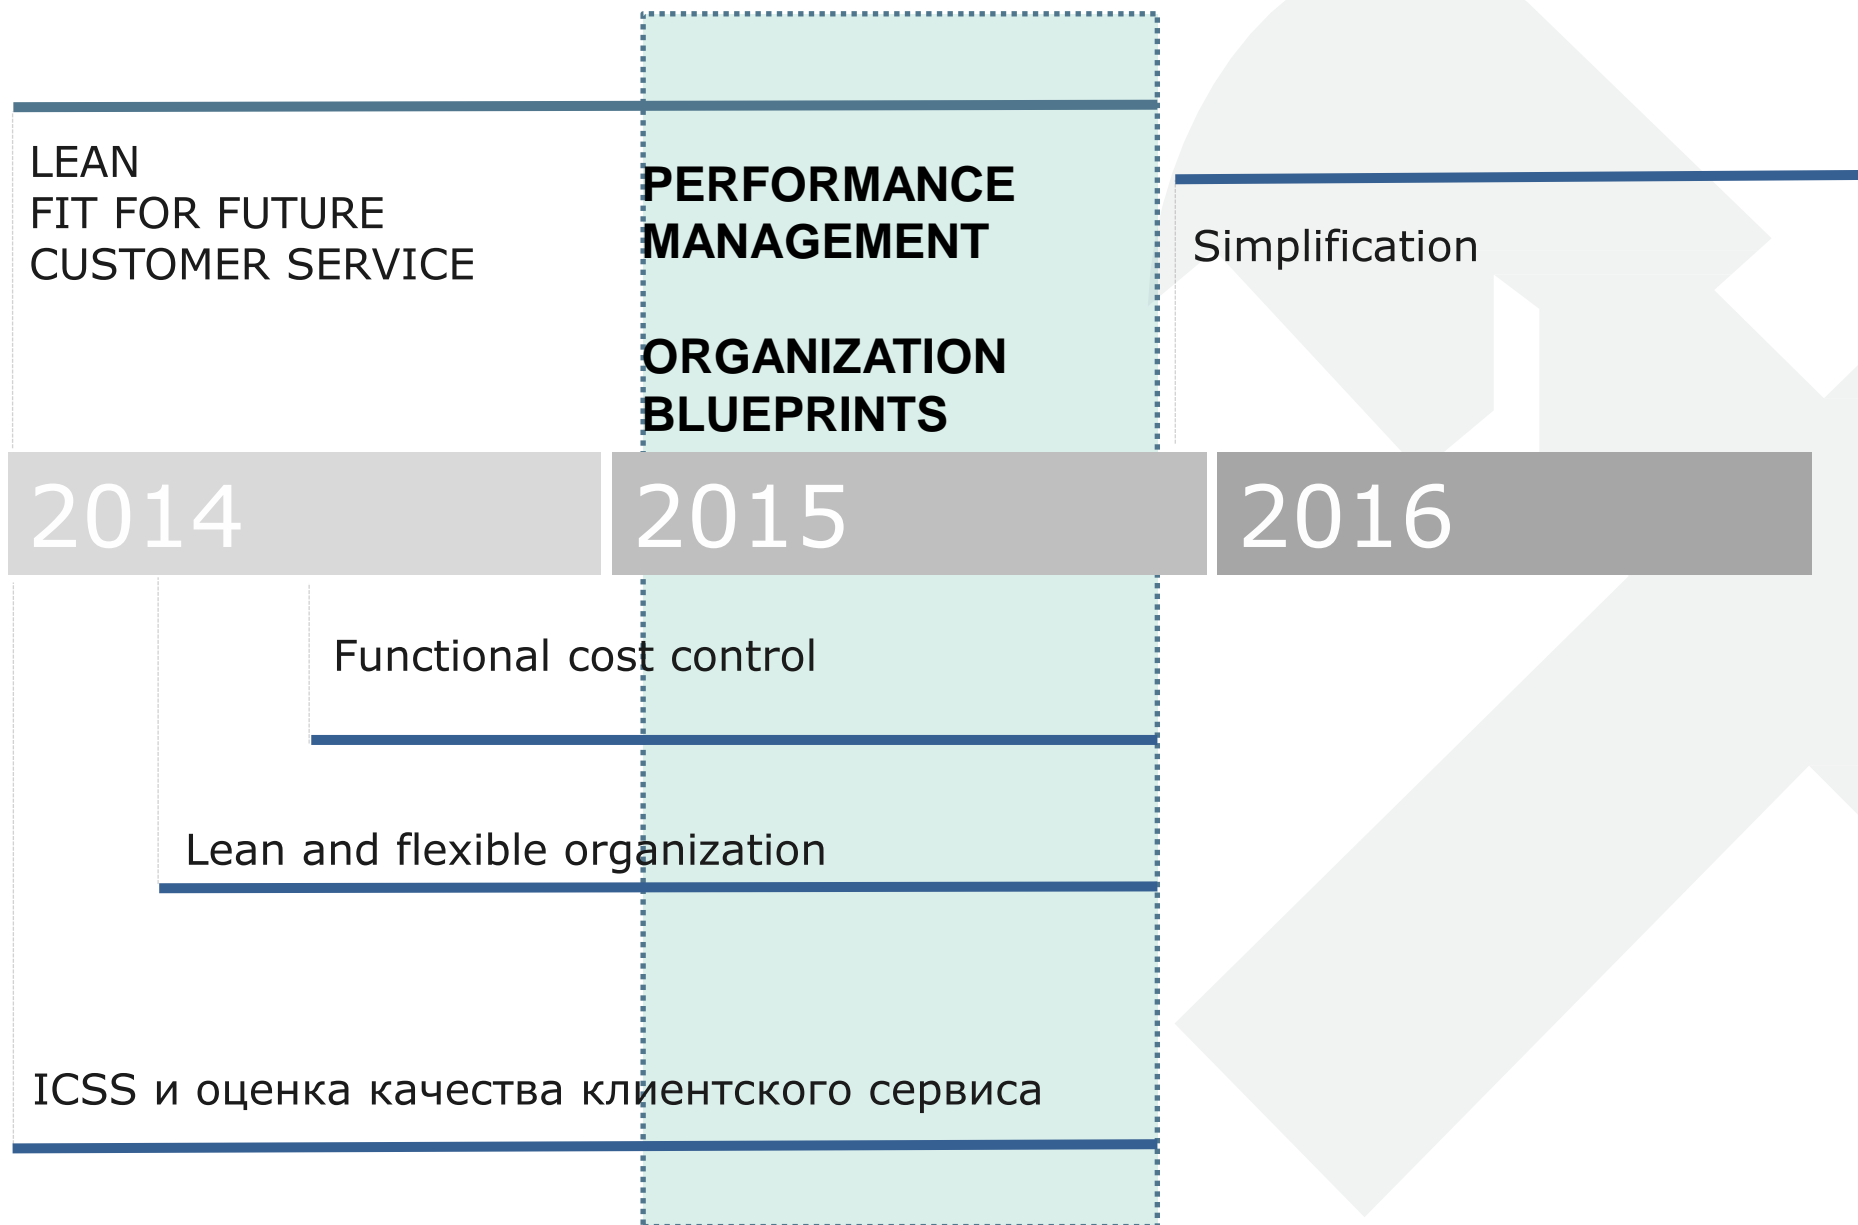 LEAN
FIT FOR FUTURE
CUSTOMER SERVICE
PERFORMANCE
MANAGEMENT
ORGANIZATION
BLUEPRINTS
Simplification
2014
2015
2016
Functional cost control
Lean and flexible organization
ICSS и оценка качества клиентского сервиса